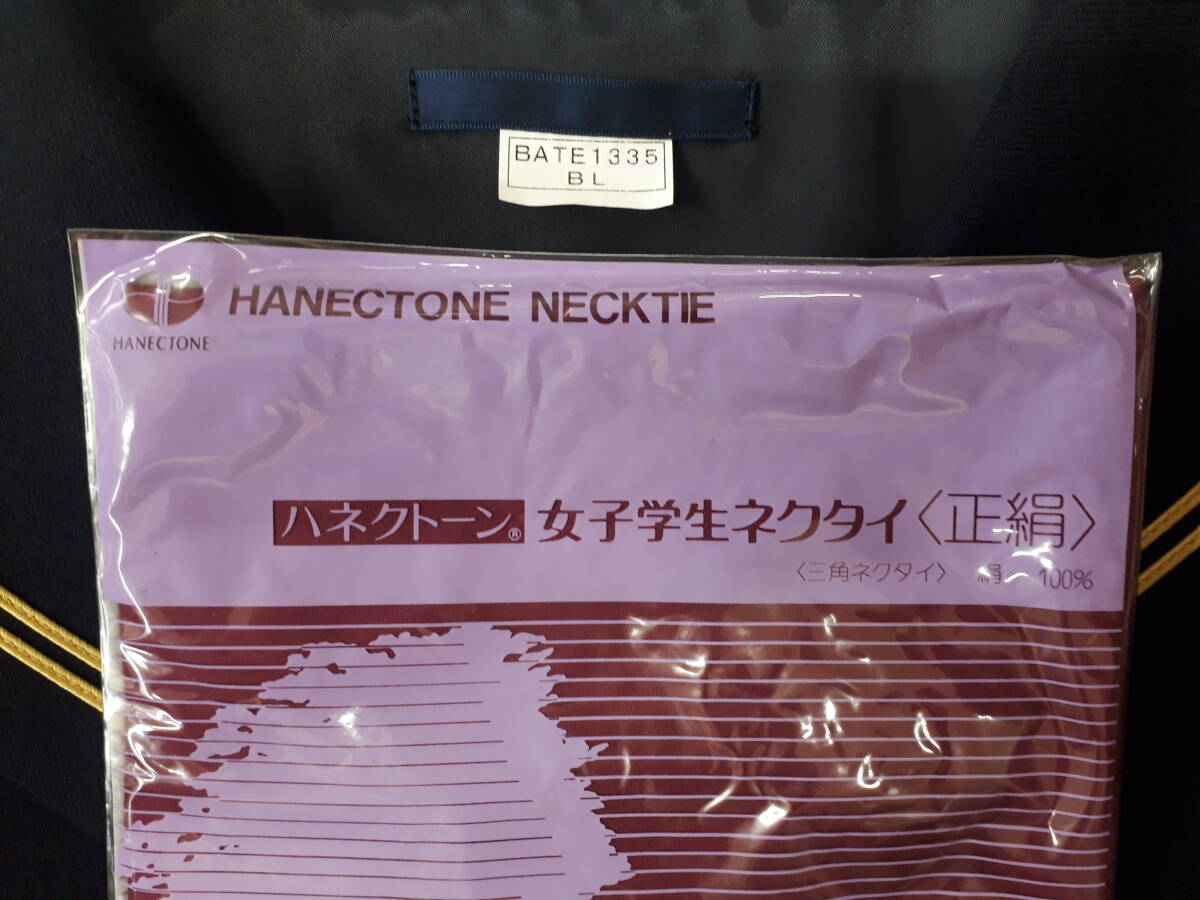 BATE1335
BL
HANECTONE NECKTIE
HANECTONE
ハネクトーン® 女子学生ネクタイ〈正絹〉
〈三角ネクタイ〉 絹 100%